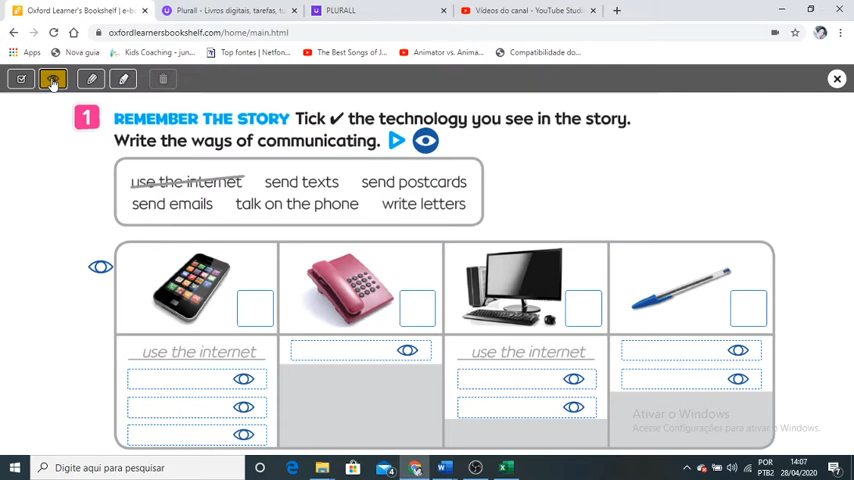 Oxford Learner's Bookshelf | e-bo
Plurall - Livros digitais, tarefas, tu
PLURALL
Vídeos do canal - YouTube Studi
oxfordlearnersbookshelf.com/home/main.html
Apps
Nova guia
Kids Coaching - jun...
Top fontes | Netfon...
The Best Songs of J...
Animator vs. Anima...
Compatibilidade do...
1 REMEMBER THE STORY Tick ✔ the technology you see in the story.
Write the ways of communicating.
use the internet send texts send postcards
send emails talk on the phone write letters
use the internet use the internet
Ativar o Windows
Acesse Configurações para ativar o Windows.
Digite aqui para pesquisar
4
POR 14:07
PTB2 28/04/2020
7